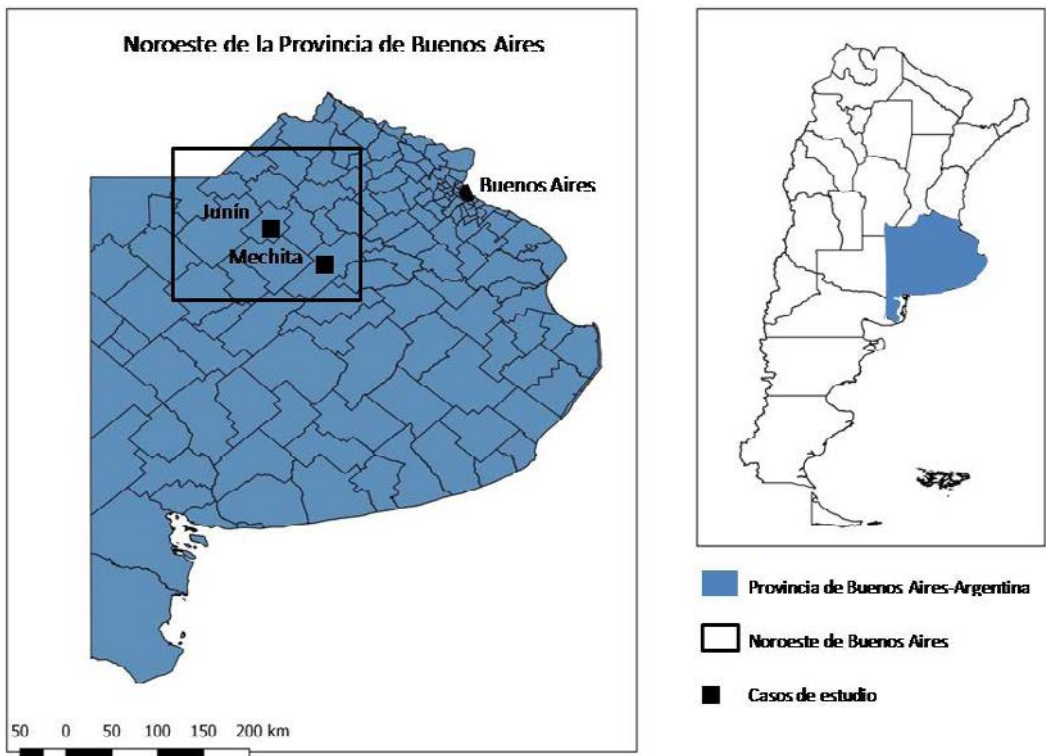 Noroeste de la Provincia de Buenos Aires
Buenos Aires
Junín
Mechita
50 0 50 100 150 200 km
Provincia de Buenos Aires-Argentina
Noroeste de Buenos Aires
Casos de estudio